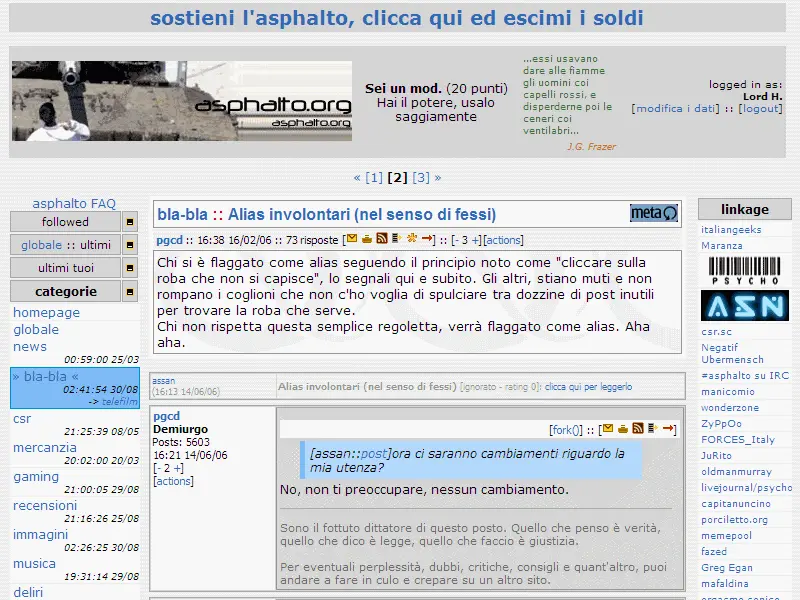 sostieni l'asphalto, clicca qui ed escimi i soldi
asphalto.org
asphalto.org
Sei un mod. (20 punti)
Hai il potere, usalo
saggiamente
...essi usavano
dare alle fiamme
gli uomini coi
capelli rossi, e
disperderne poi le
ceneri coi
ventilabri...
J.G. Frazer
logged in as:
Lord H.
[modifica i dati] :: [logout]
« [1] [2] [3] »
asphalto FAQ
followed
globale :: ultimi
ultimi tuoi
categorie
homepage
globale
news
00:59:00 25/03
» bla-bla «
02:41:54 30/08
-> telefilm
csr
21:25:39 08/05
mercanzia
20:02:00 20/03
gaming
21:00:05 29/08
recensioni
21:16:26 25/08
immagini
02:26:25 30/08
musica
19:31:14 29/08
deliri
bla-bla :: Alias involontari (nel senso di fessi)
meta
pgcd :: 16:38 16/02/06 :: 73 risposte [ ] :: [- 3 +][actions]
Chi si è flaggato come alias seguendo il principio noto come "cliccare sulla
roba che non si capisce", lo segnali qui e subito. Gli altri, stiano muti e non
rompano i coglioni che non c'ho voglia di spulciare tra dozzine di post inutili
per trovare la roba che serve.
Chi non rispetta questa semplice regoletta, verrà flaggato come alias. Aha
aha.
assan
(16:13 14/06/06)
Alias involontari (nel senso di fessi) [ignorato - rating 0]: clicca qui per leggerlo
pgcd
Demiurgo
Posts: 5603
16:21 14/06/06
[- 2 +]
[actions]
[fork()] :: [ ]
[assan::post]ora ci saranno cambiamenti riguardo la
mia utenza?
No, non ti preoccupare, nessun cambiamento.
Sono il fottuto dittatore di questo posto. Quello che penso è verità,
quello che dico è legge, quello che faccio è giustizia.
Per eventuali perplessità, dubbi, critiche, consigli e quant'altro, puoi
andare a fare in culo e crepare su un altro sito.
linkage
italiangeeks
Maranza
PSYCHO
ASN
csr.sc
Negatif
Ubermensch
#asphalto su IRC
manicomio
wonderzone
ZyPpOo
FORCES_Italy
JuRito
oldmanmurray
livejournal/psycho
capitanuncino
porciletto.org
memepool
fazed
Greg Egan
mafaldina